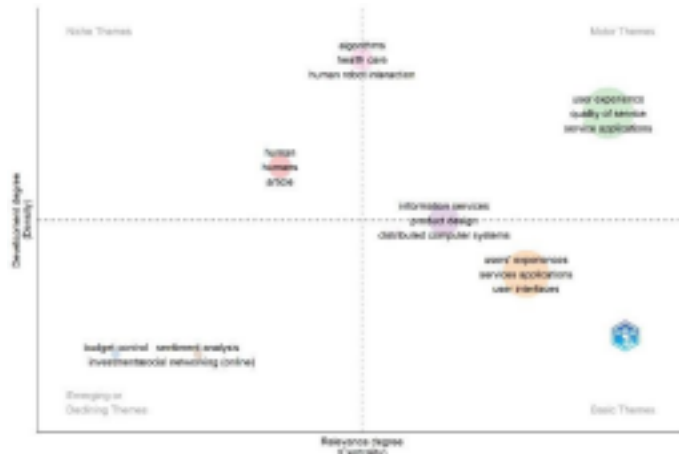 Niche Themes
Motor Themes
algorithms
health care
human robot interaction
user experience
quality of service
service applications
human
humans
article
information services
product design
distributed computer systems
users' experiences
services applications
user interfaces
budget control sentiment analysis
investmentsocial networking (online)
Emerging or
Declining Themes
Basic Themes
Relevance degree
(Centrality)
Development degree
(Density)